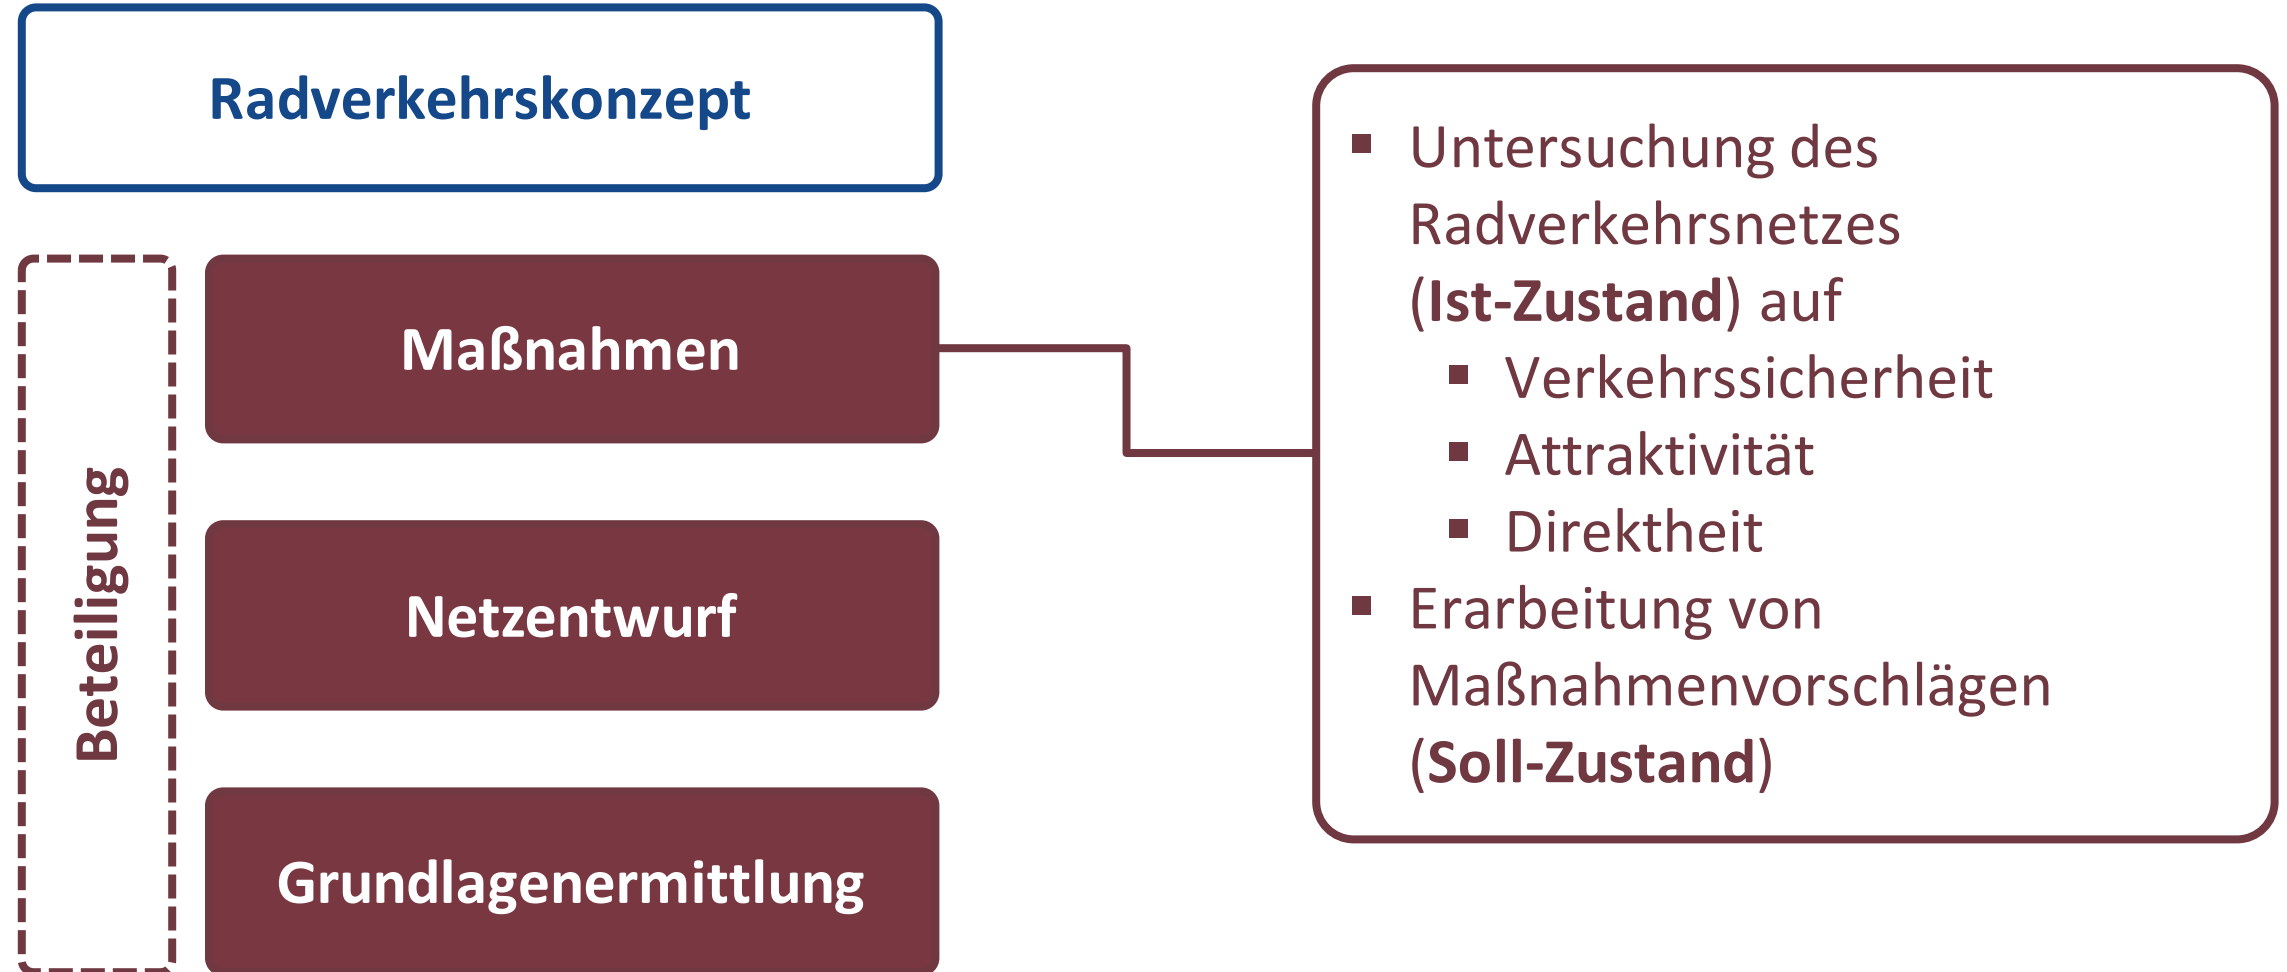 Radverkehrskonzept
Beteiligung
Maßnahmen
Netzentwurf
Grundlagenermittlung
▪ Untersuchung des
Radverkehrsnetzes
(Ist-Zustand) auf
▪ Verkehrssicherheit
▪ Attraktivität
▪ Direktheit
▪ Erarbeitung von
Maßnahmenvorschlägen
(Soll-Zustand)